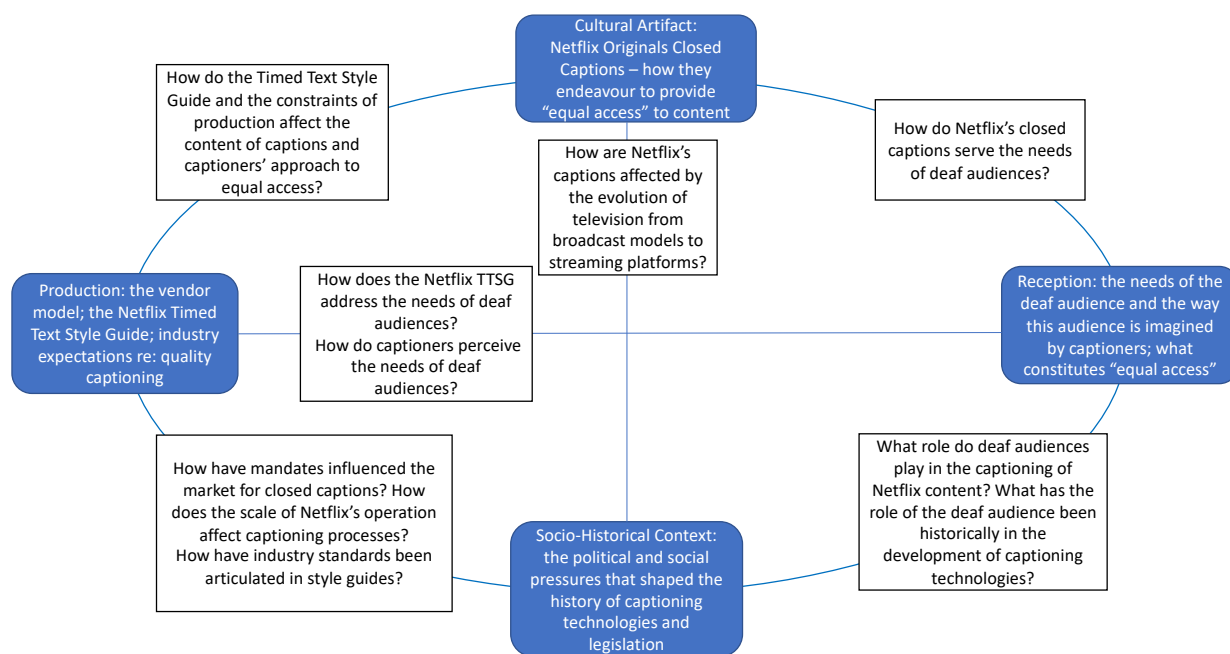 Cultural Artifact:
Netflix Originals Closed
Captions – how they
endeavour to provide
“equal access” to content
How do the Timed Text Style
Guide and the constraints of
production affect the
content of captions and
captioners’ approach to
equal access?
How do Netflix’s closed
captions serve the needs
of deaf audiences?
How are Netflix’s
captions affected by
the evolution of
television from
broadcast models to
streaming platforms?
Production: the vendor
model; the Netflix Timed
Text Style Guide; industry
expectations re: quality
captioning
How does the Netflix TTSG
address the needs of deaf
audiences?
How do captioners perceive
the needs of deaf
audiences?
Reception: the needs of the
deaf audience and the way
this audience is imagined
by captioners; what
constitutes “equal access”
How have mandates influenced the
market for closed captions? How
does the scale of Netflix’s operation
affect captioning processes?
How have industry standards been
articulated in style guides?
Socio-Historical Context:
the political and social
pressures that shaped the
history of captioning
technologies and
legislation
What role do deaf audiences
play in the captioning of
Netflix content? What has the
role of the deaf audience been
historically in the
development of captioning
technologies?